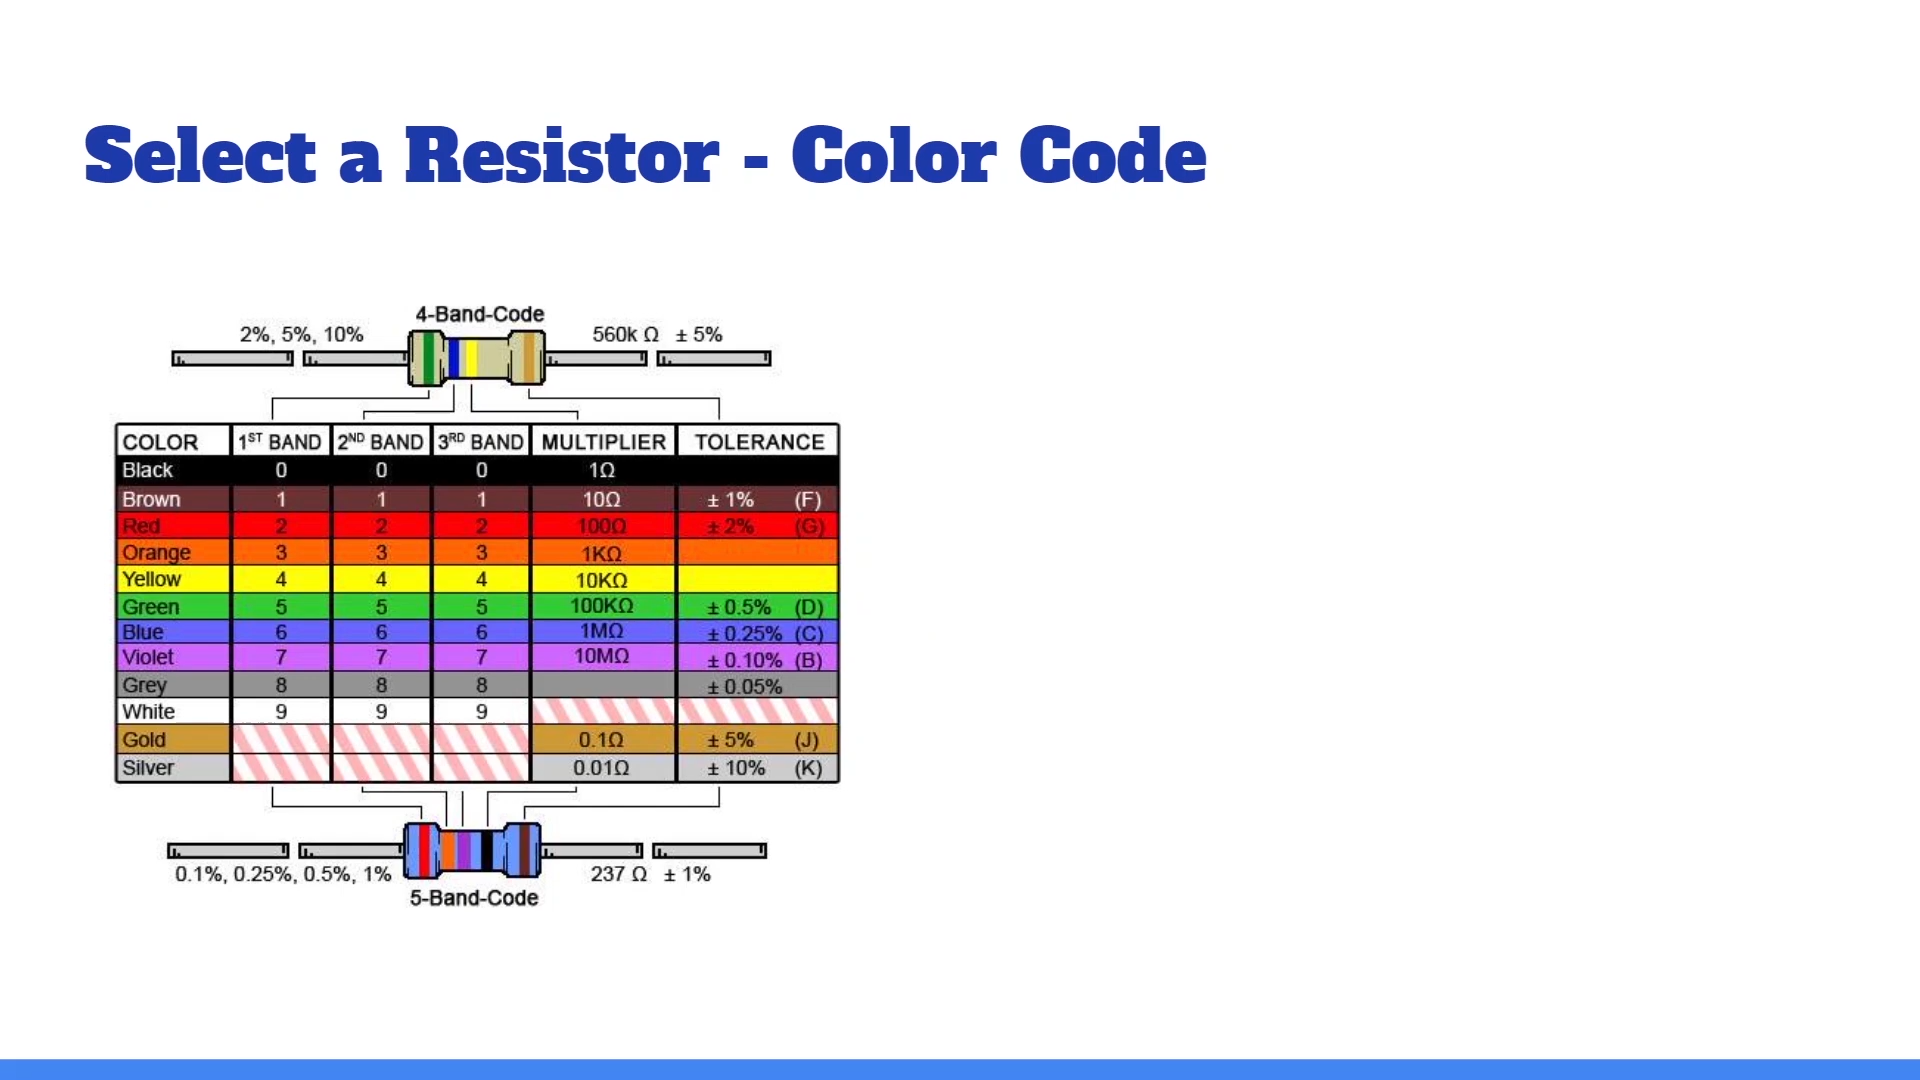 Select a Resistor - Color Code
4-Band-Code
2%, 5%, 10% 560k Ω ± 5%
COLOR 1ST BAND 2ND BAND 3RD BAND MULTIPLIER TOLERANCE
Black 0 0 0 1Ω
Brown 1 1 1 10Ω ± 1% (F)
Red 2 2 2 100Ω ± 2% (G)
Orange 3 3 3 1KΩ
Yellow 4 4 4 10KΩ
Green 5 5 5 100KΩ ± 0.5% (D)
Blue 6 6 6 1MΩ ± 0.25% (C)
Violet 7 7 7 10MΩ ± 0.10% (B)
Grey 8 8 8 ± 0.05%
White 9 9 9
Gold 0.1Ω ± 5% (J)
Silver 0.01Ω ± 10% (K)
0.1%, 0.25%, 0.5%, 1% 237 Ω ± 1%
5-Band-Code